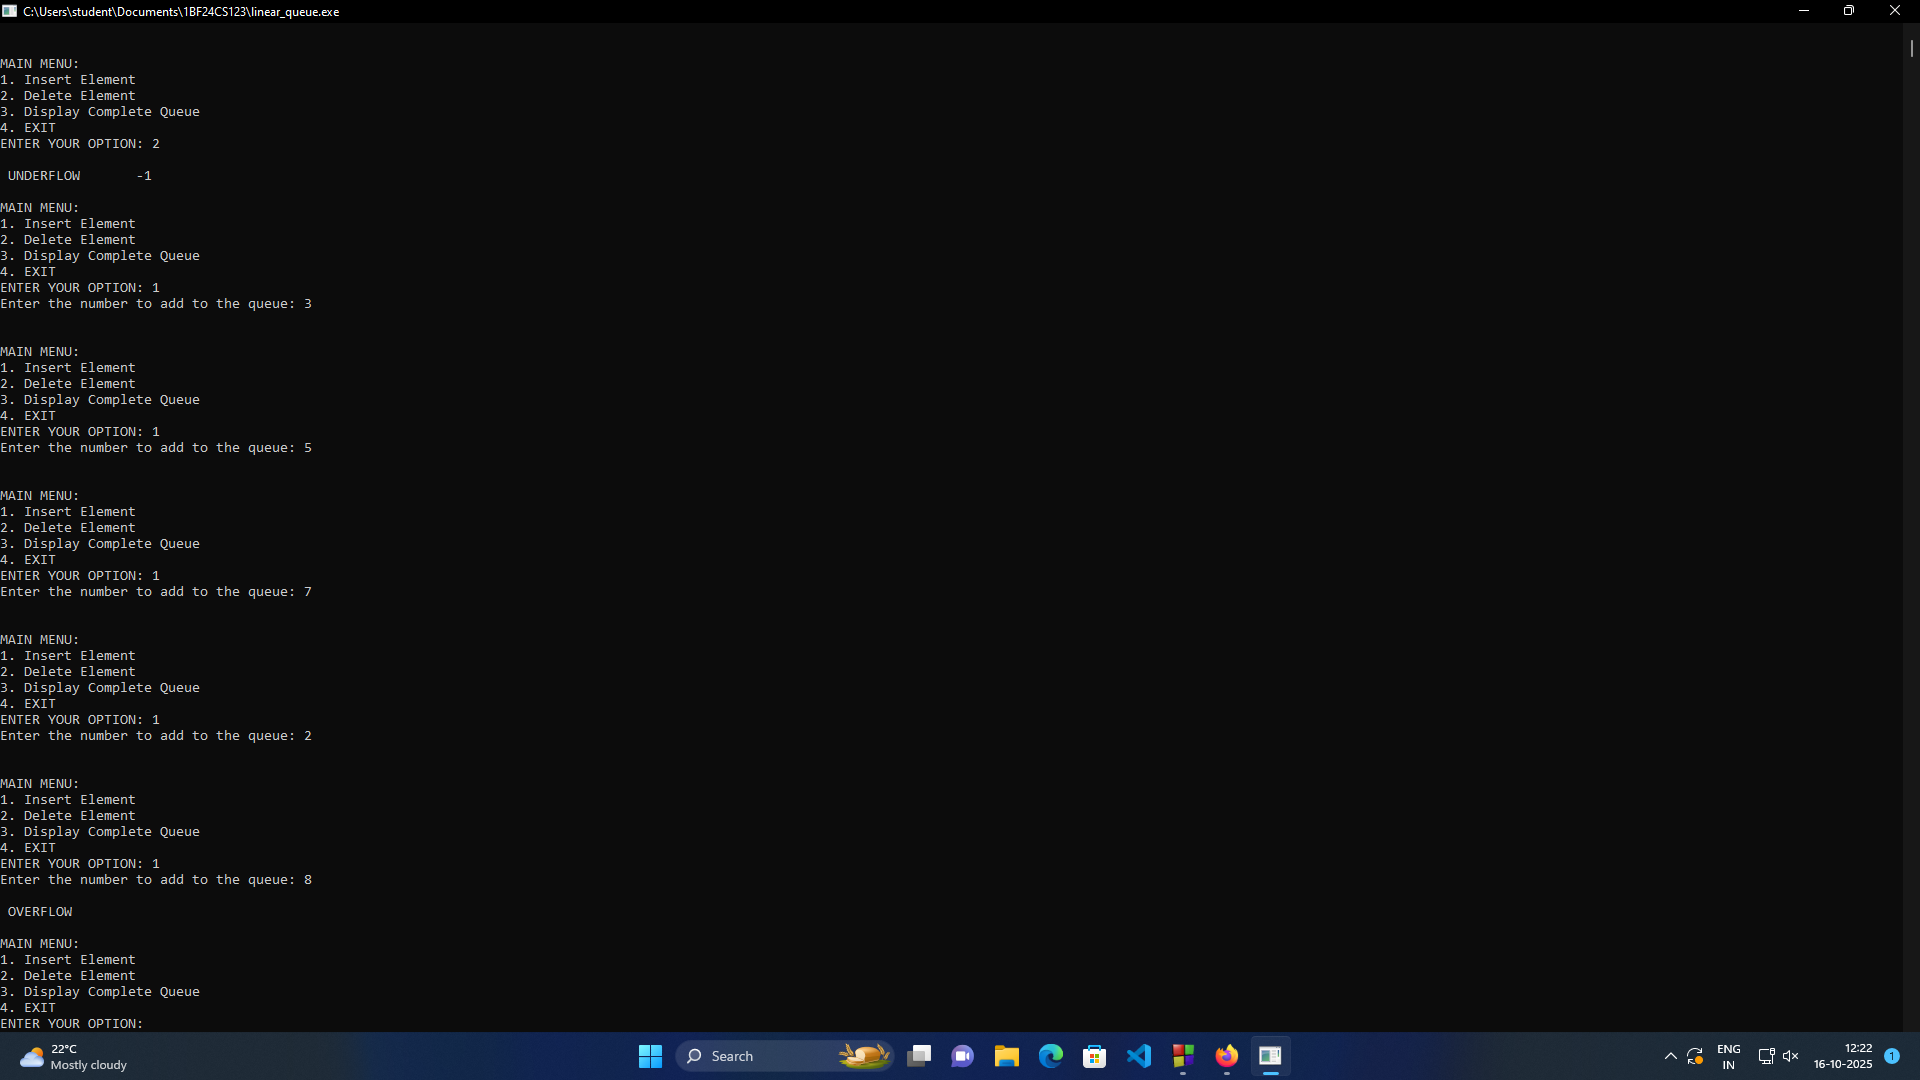 C:\Users\student\Documents\1BF24CS123\linear_queue.exe
MAIN MENU:
1. Insert Element
2. Delete Element
3. Display Complete Queue
4. EXIT
ENTER YOUR OPTION: 2
UNDERFLOW       -1
MAIN MENU:
1. Insert Element
2. Delete Element
3. Display Complete Queue
4. EXIT
ENTER YOUR OPTION: 1
Enter the number to add to the queue: 3
MAIN MENU:
1. Insert Element
2. Delete Element
3. Display Complete Queue
4. EXIT
ENTER YOUR OPTION: 1
Enter the number to add to the queue: 5
MAIN MENU:
1. Insert Element
2. Delete Element
3. Display Complete Queue
4. EXIT
ENTER YOUR OPTION: 1
Enter the number to add to the queue: 7
MAIN MENU:
1. Insert Element
2. Delete Element
3. Display Complete Queue
4. EXIT
ENTER YOUR OPTION: 1
Enter the number to add to the queue: 2
MAIN MENU:
1. Insert Element
2. Delete Element
3. Display Complete Queue
4. EXIT
ENTER YOUR OPTION: 1
Enter the number to add to the queue: 8
OVERFLOW
MAIN MENU:
1. Insert Element
2. Delete Element
3. Display Complete Queue
4. EXIT
ENTER YOUR OPTION:
22°C
Mostly cloudy
Search
ENG
IN
12:22
16-10-2025
1